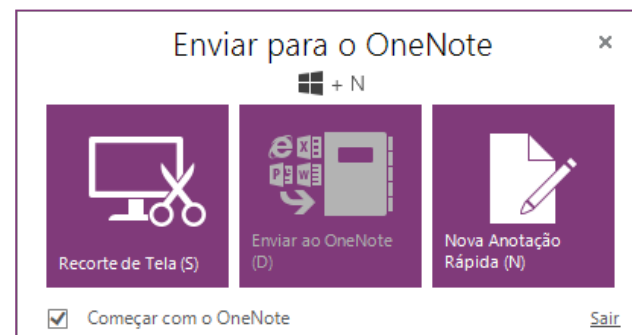 Enviar para o OneNote
+ N
Recorte de Tela (S)
Enviar ao OneNote
(D)
Nova Anotação
Rápida (N)
Começar com o OneNote
Sair